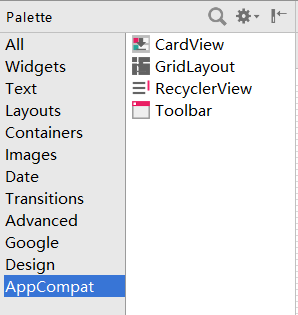 Palette
All
Widgets
Text
Layouts
Containers
Images
Date
Transitions
Advanced
Google
Design
AppCompat
CardView
GridLayout
RecyclerView
Toolbar